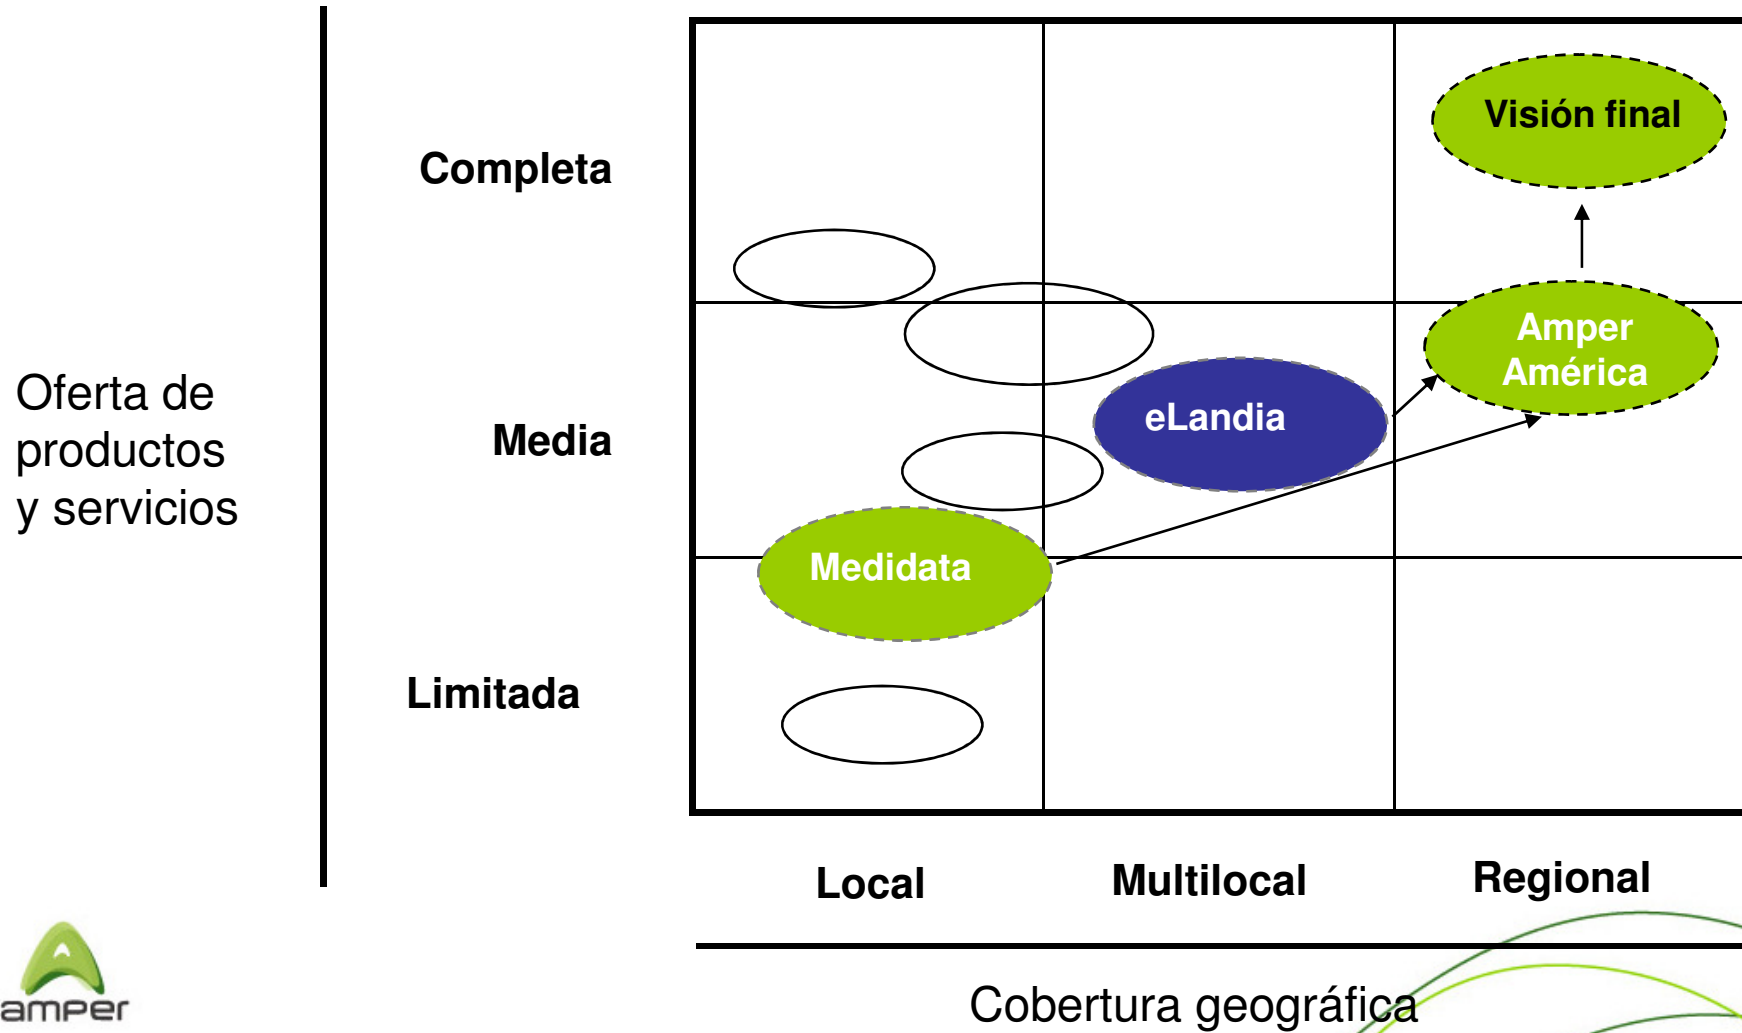 Oferta de
productos
y servicios
Completa
Media
Limitada
Visión final
Amper
América
eLandia
Medidata
Local
Multilocal
Regional
Cobertura geográfica
amper